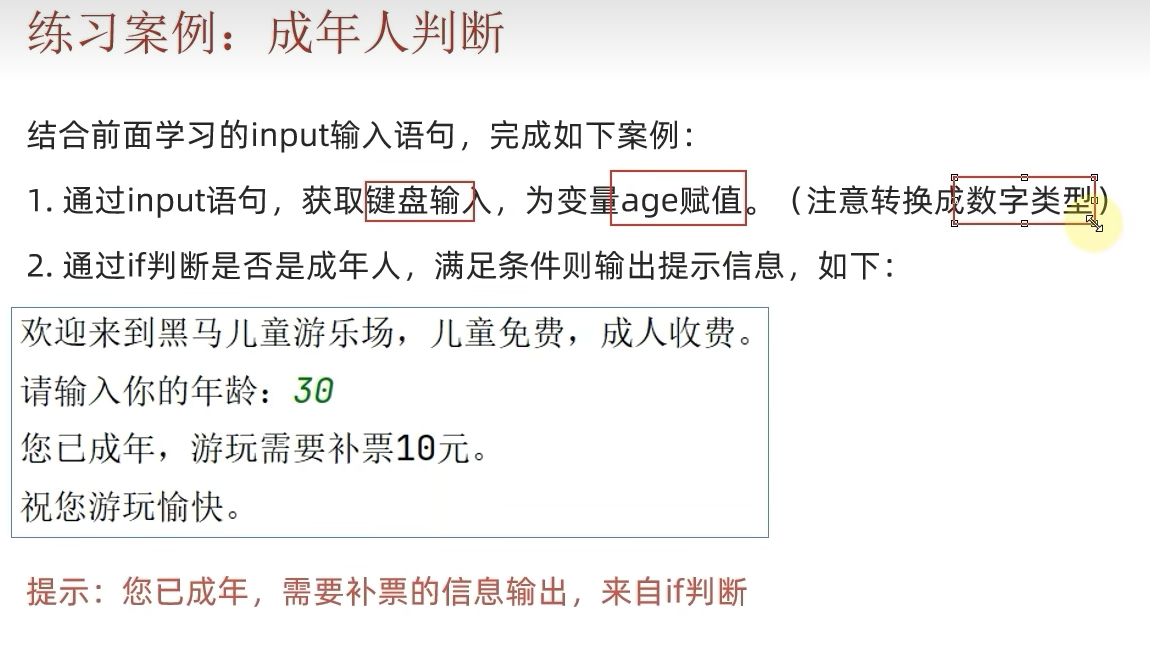 练习案例：成年人判断
结合前面学习的input输入语句，完成如下案例：
1. 通过input语句，获取键盘输入，为变量age赋值。（注意转换成数字类型）
2. 通过if判断是否是成年人，满足条件则输出提示信息，如下：
欢迎来到黑马儿童游乐场，儿童免费，成人收费。
请输入你的年龄：30
您已成年，游玩需要补票10元。
祝您游玩愉快。
提示：您已成年，需要补票的信息输出，来自if判断